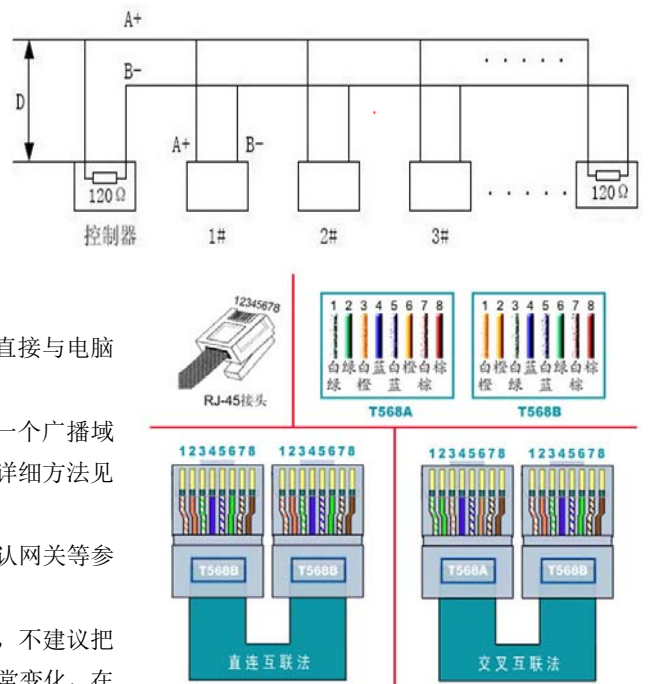 A+
B-
D
A+ B-
120Ω 120Ω
控制器 1# 2# 3#
12345678
RJ-45接头
1 2 3 4 5 6 7 8
白绿 绿 白橙 蓝 白蓝 橙 白棕 棕
T568A
1 2 3 4 5 6 7 8
白橙 橙 白绿 蓝 白蓝 绿 白棕 棕
T568B
直接与电脑
一个广播域
详细方法见
认网关等参
，不建议把
常变化，在
12345678 12345678
T568B T568B
直连互联法
12345678 12345678
T568A T568B
交叉互联法